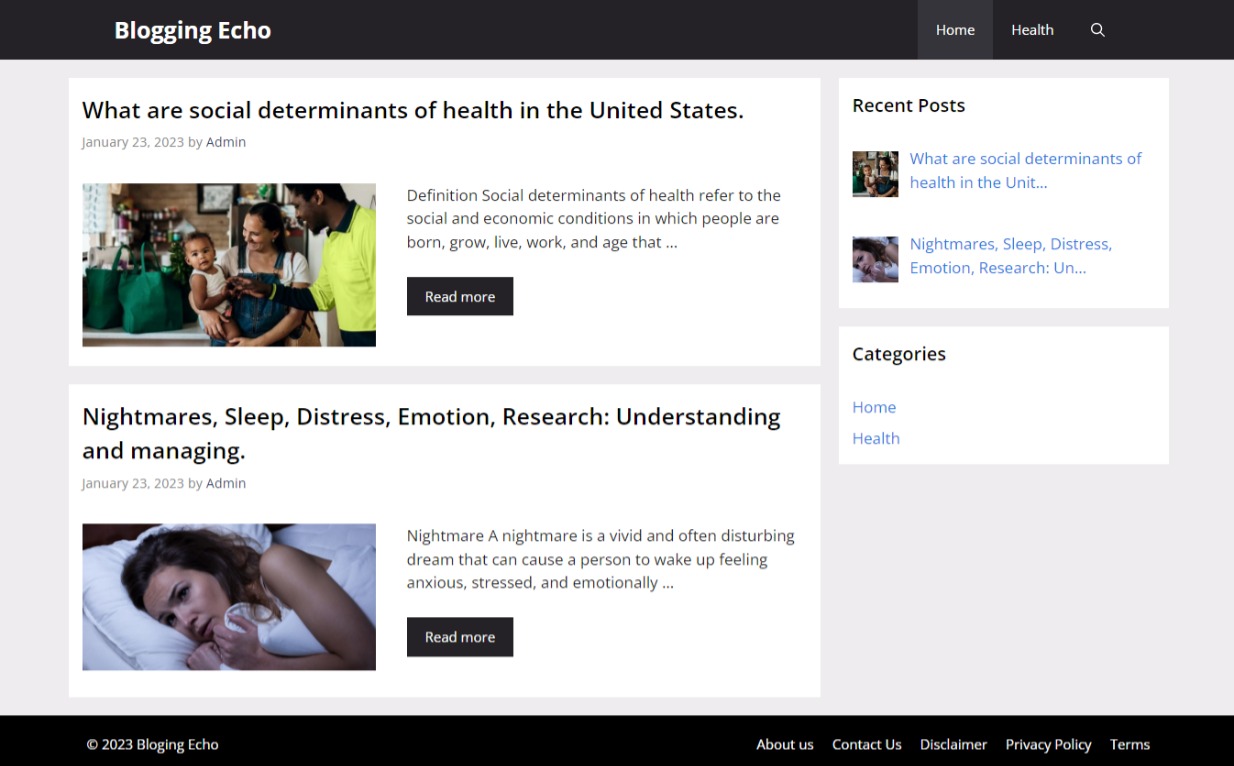 Blogging Echo
Home
Health
What are social determinants of health in the United States.
January 23, 2023 by Admin
Definition Social determinants of health refer to the
social and economic conditions in which people are
born, grow, live, work, and age that ...
Read more
Nightmares, Sleep, Distress, Emotion, Research: Understanding
and managing.
January 23, 2023 by Admin
Nightmare A nightmare is a vivid and often disturbing
dream that can cause a person to wake up feeling
anxious, stressed, and emotionally ...
Read more
Recent Posts
What are social determinants of
health in the Unit...
Nightmares, Sleep, Distress,
Emotion, Research: Un...
Categories
Home
Health
© 2023 Bloging Echo
About us
Contact Us
Disclaimer
Privacy Policy
Terms